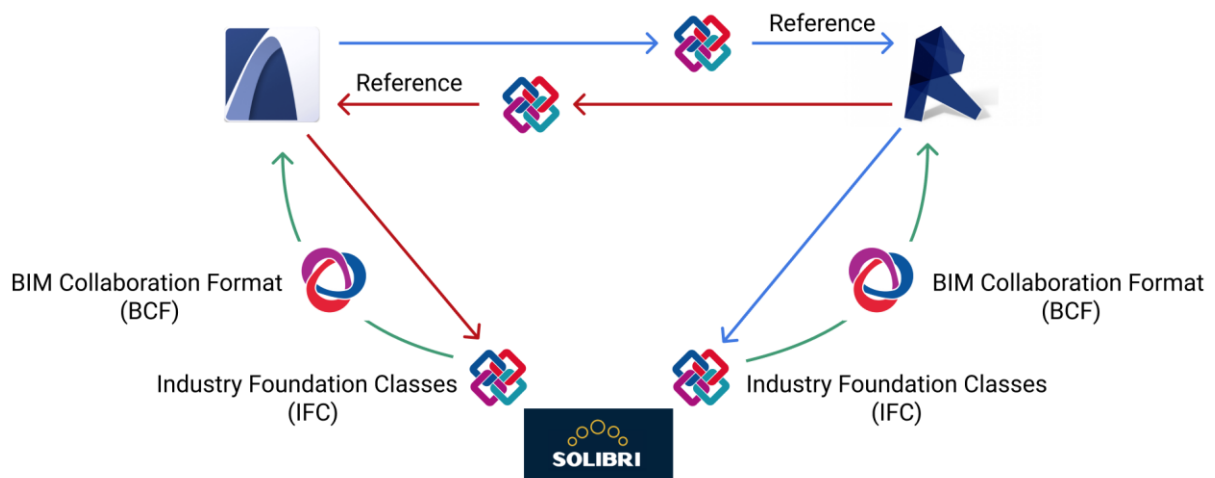 Reference
Reference
BIM Collaboration Format
(BCF)
BIM Collaboration Format
(BCF)
Industry Foundation Classes
(IFC)
Industry Foundation Classes
(IFC)
SOLIBRI